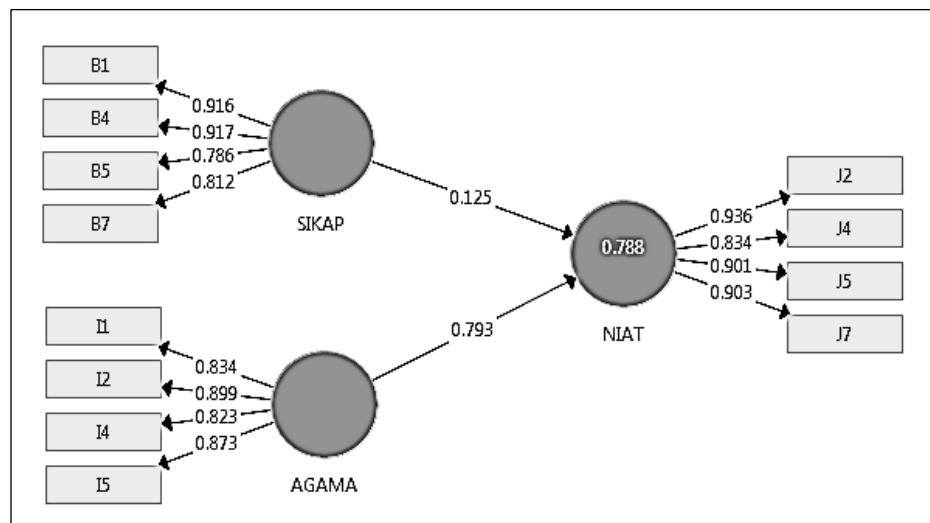 B1
0.916
B4
0.917
B5
0.786
B7
0.812
SIKAP
0.125
I1
0.834
I2
0.899
I4
0.823
I5
0.873
AGAMA
0.793
0.788
NIAT
J2
0.936
J4
0.834
J5
0.901
J7
0.903